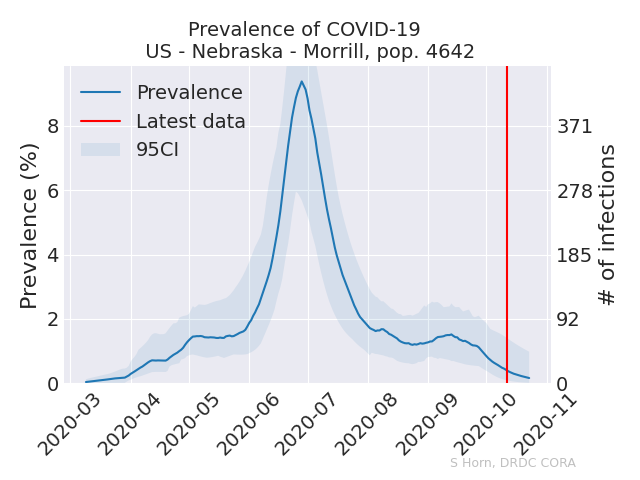 Prevalence of COVID-19
US - Nebraska - Morrill, pop. 4642
Prevalence
Latest data
95CI
Prevalence (%)
8
6
4
2
0
371
278
185
92
0
# of infections
2020-03
2020-04
2020-05
2020-06
2020-07
2020-08
2020-09
2020-10
2020-11
S Horn, DRDC CORA